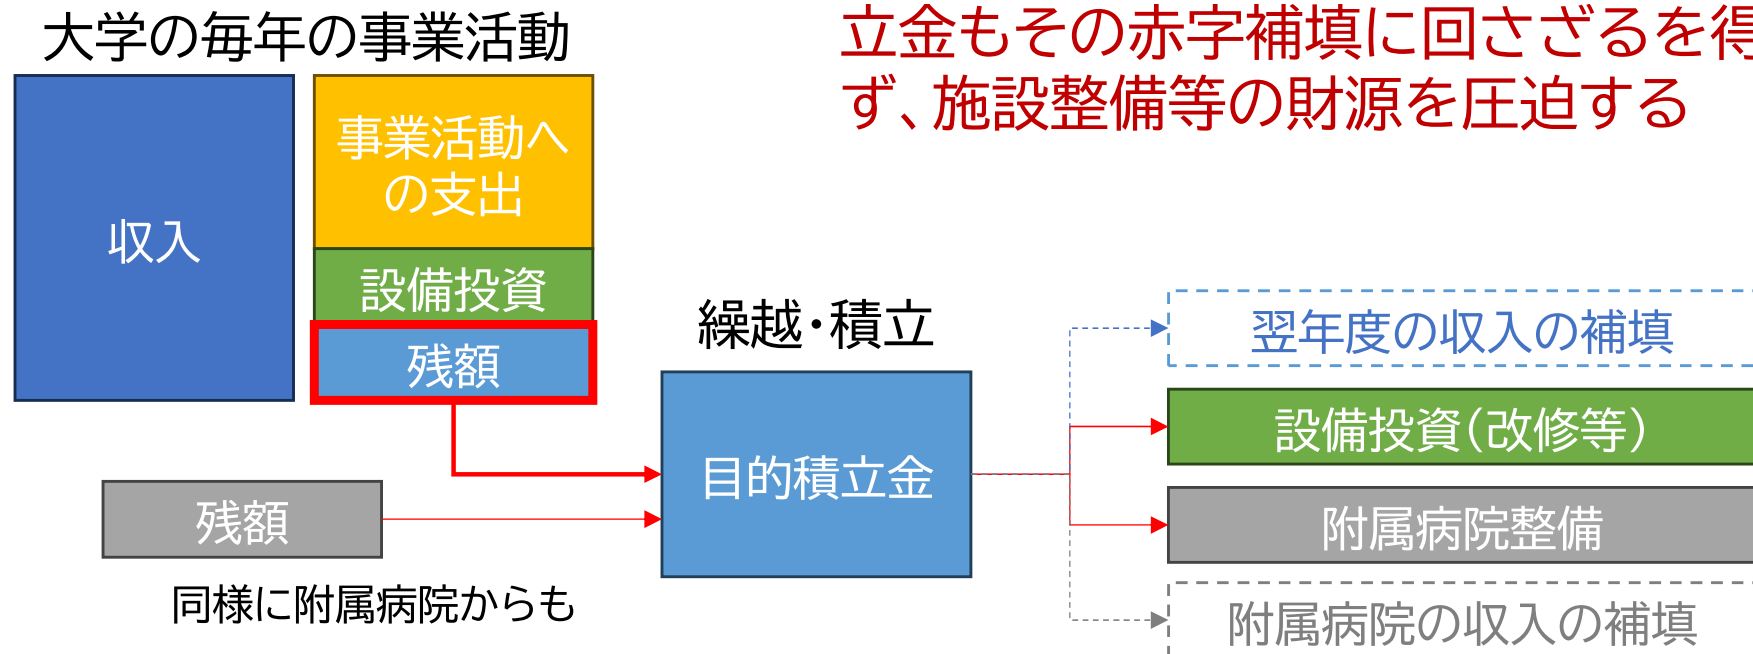 大学の毎年の事業活動
立金もその赤字補填に回さざるを得
ず、施設整備等の財源を圧迫する
収入
事業活動へ
の支出
設備投資
残額
残額
同様に附属病院からも
繰越・積立
目的積立金
翌年度の収入の補填
設備投資（改修等）
附属病院整備
附属病院の収入の補填